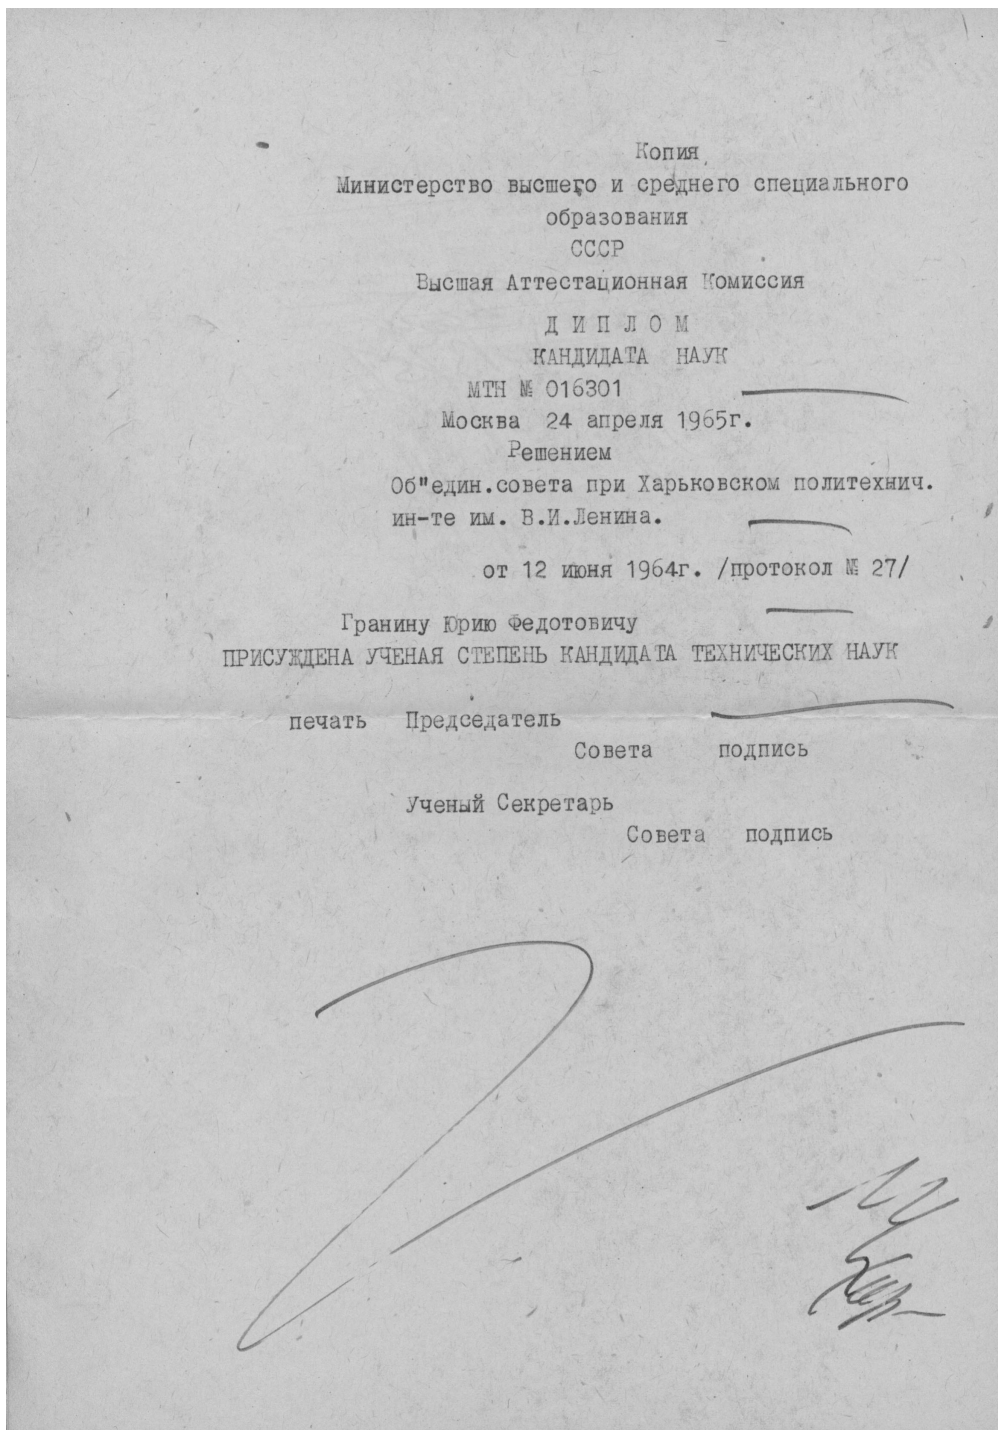 Копия
Министерство высшего и среднего специального
образования
СССР
Высшая Аттестационная Комиссия
Д И П Л О М
КАНДИДАТА НАУК
МТН № 016301
Москва 24 апреля 1965г.
Решением
Об"един.совета при Харьковском политехнич.
ин-те им. В.И.Ленина.
от 12 июня 1964г. /протокол № 27/
Гранину Юрию Федотовичу
ПРИСУЖДЕНА УЧЕНАЯ СТЕПЕНЬ КАНДИДАТА ТЕХНИЧЕСКИХ НАУК
печать Председатель
Совета подпись
Ученый Секретарь
Совета подпись